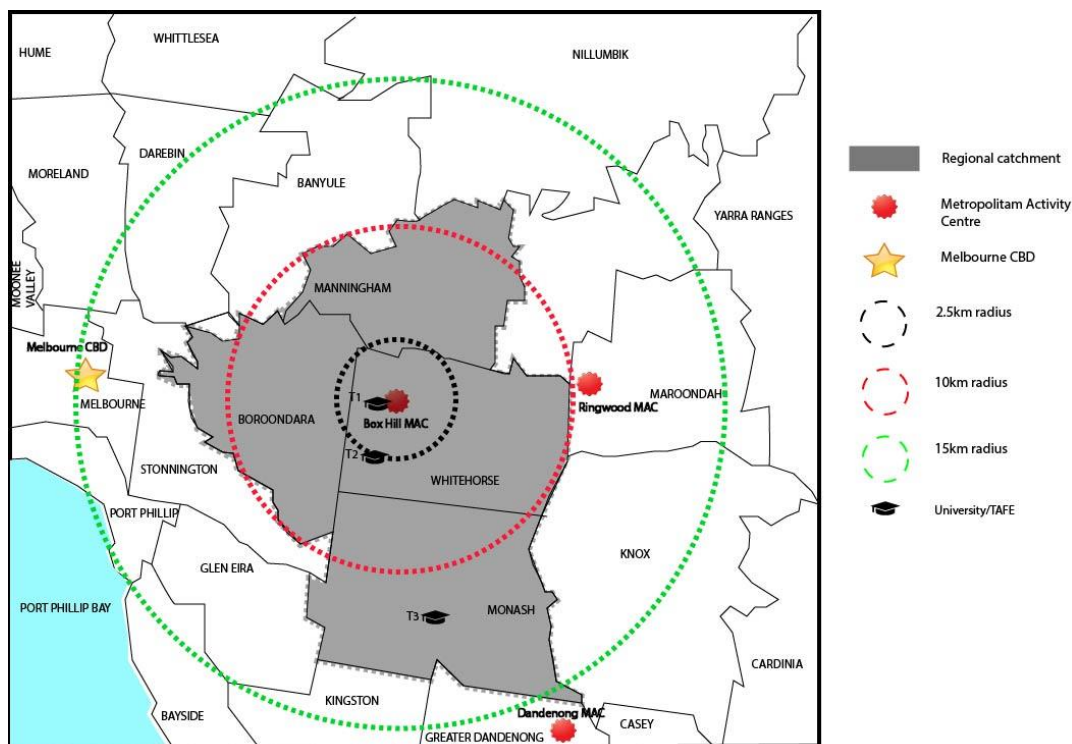 WHITTLESEA
HUME
NILLUMBIK
DAREBIN
MORELAND
BANYULE
YARRA RANGES
MOONEE
VALLEY
MANNINGHAM
Melbourne CBD
MELBOURNE
T1
Box Hill MAC
BOROONDARA
Ringwood MAC
MAROONDAH
T2
STONNINGTON
WHITEHORSE
PORT PHILLIP
GLEN EIRA
KNOX
PORT PHILLIP BAY
T3
MONASH
CARDINIA
KINGSTON
BAYSIDE
Dandenong MAC
CASEY
GREATER DANDENONG
Regional catchment
Metropolitam Activity
Centre
Melbourne CBD
2.5km radius
10km radius
15km radius
University/TAFE